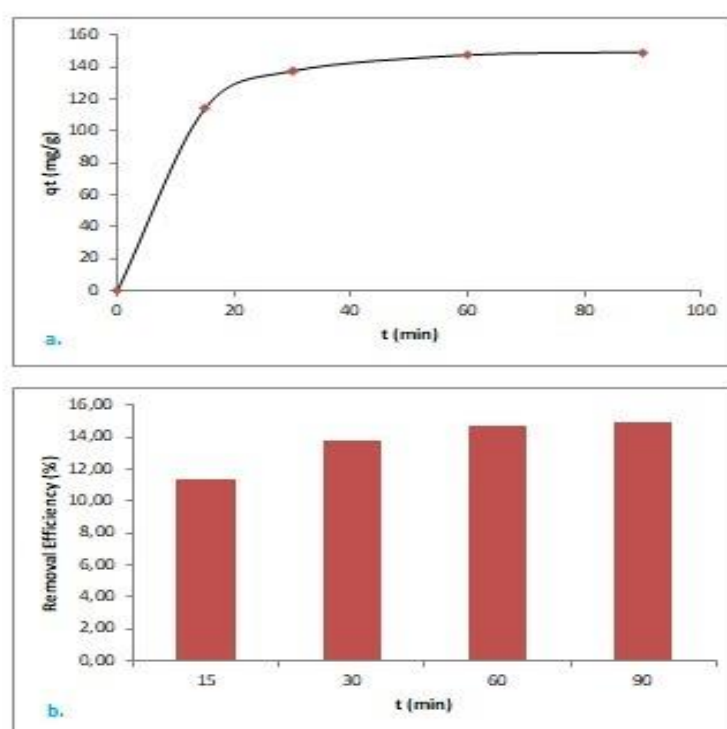 160
140
120
100
80
60
40
20
0
qt (mg/g)
0 20 40 60 80 100
t (min)
a.
16,00
14,00
12,00
10,00
8,00
6,00
4,00
2,00
0,00
Removal Efficiency (%)
15 30 60 90
t (min)
b.